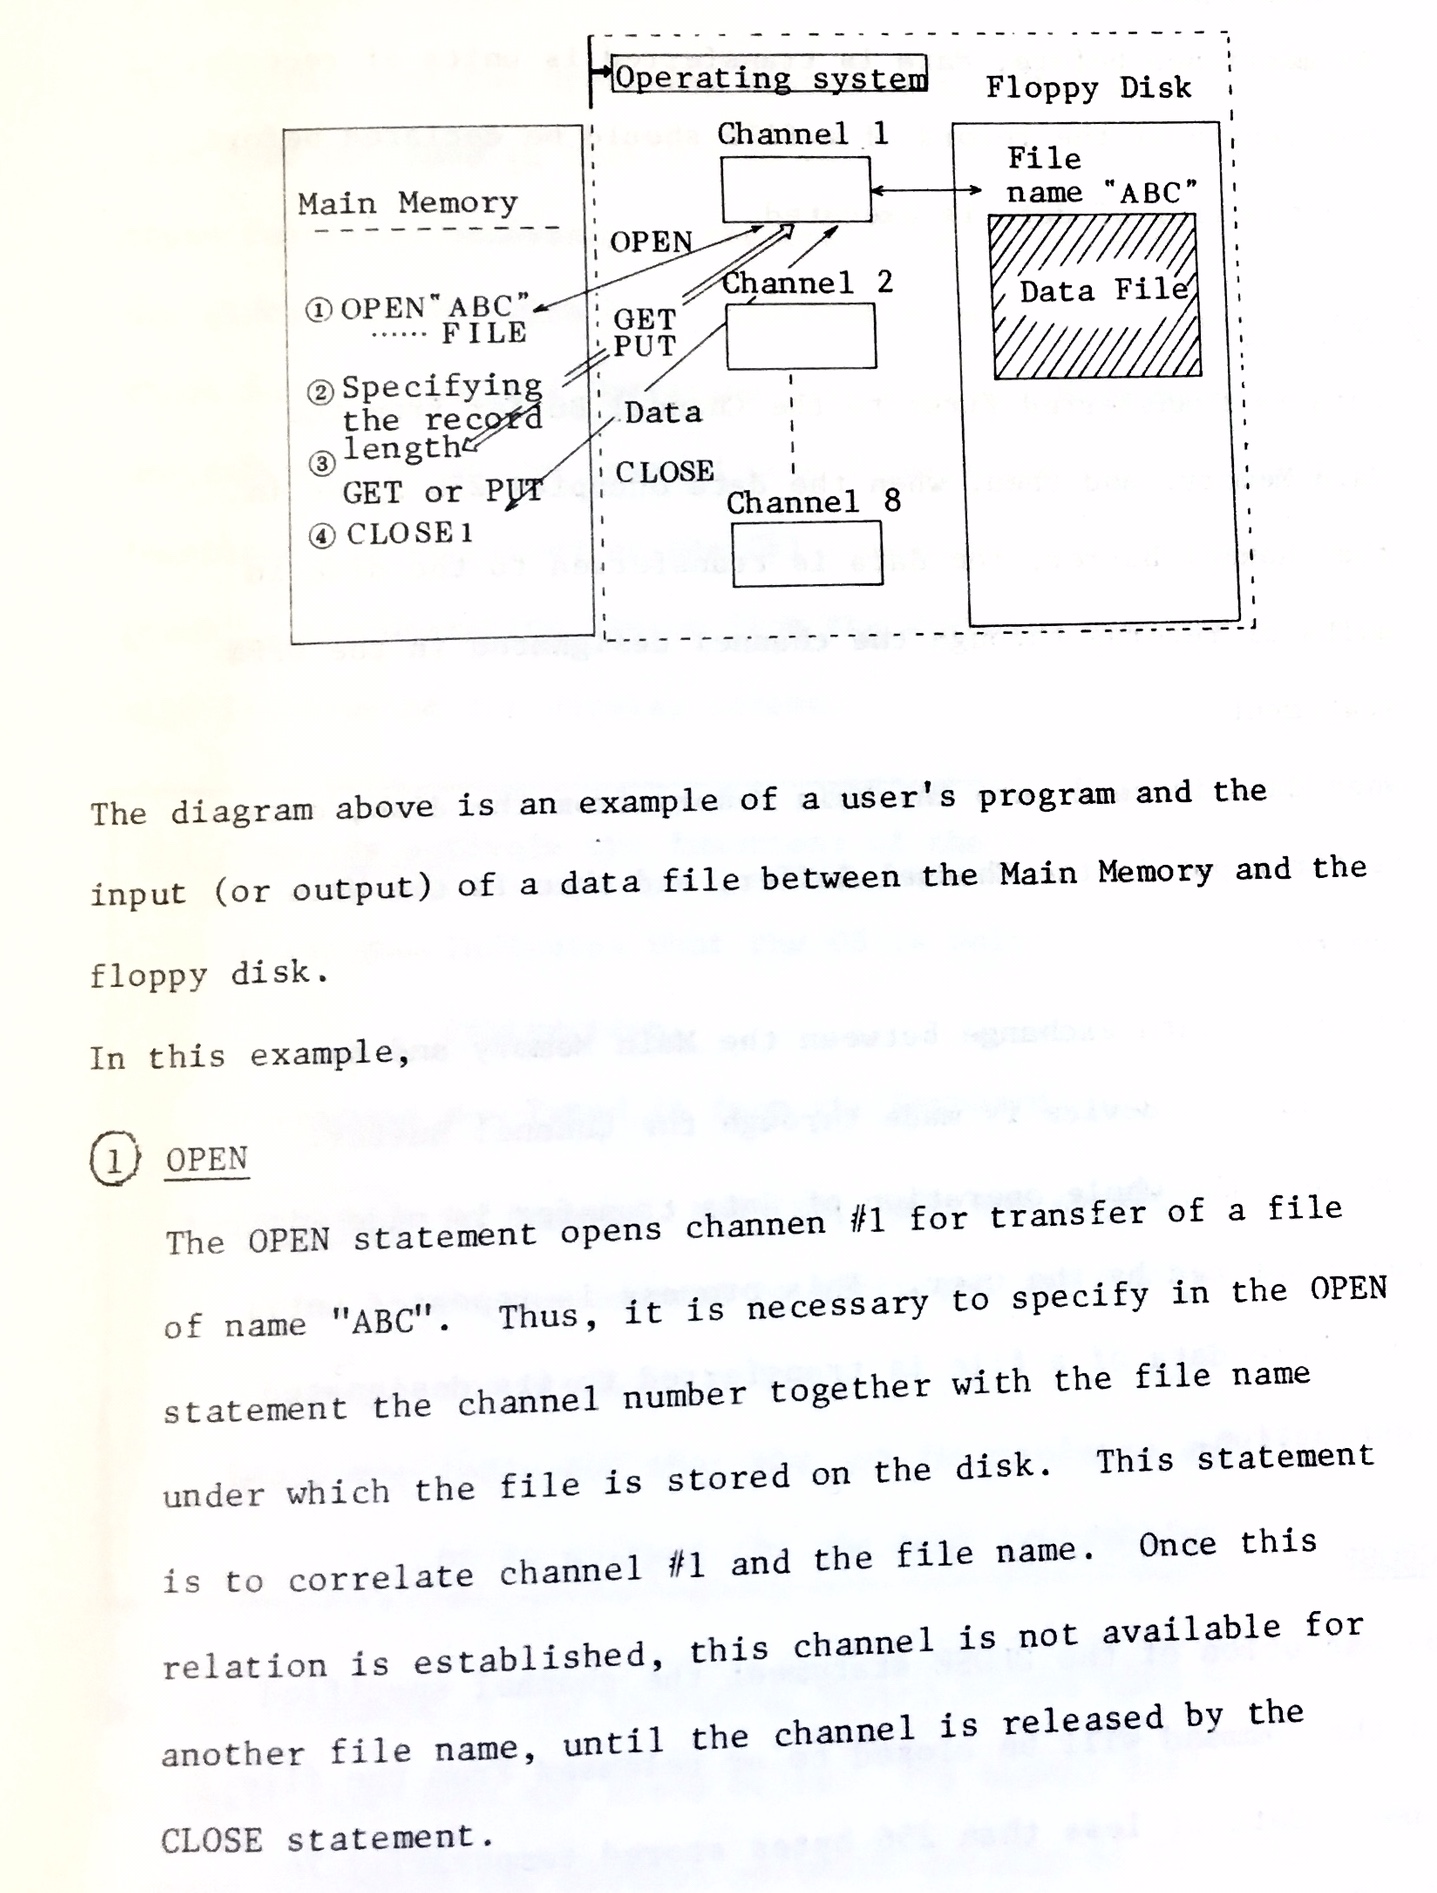 Operating system
Floppy Disk
Channel 1
File
name "ABC"
Main Memory
OPEN
Channel 2
Data File
① OPEN "ABC"
...... FILE
GET
PUT
② Specifying
the record
③ length
Data
GET or PUT
CLOSE
④ CLOSE1
Channel 8
The diagram above is an example of a user's program and the
input (or output) of a data file between the Main Memory and the
floppy disk.
In this example,
① OPEN
The OPEN statement opens channen #1 for transfer of a file
of name "ABC". Thus, it is necessary to specify in the OPEN
statement the channel number together with the file name
under which the file is stored on the disk. This statement
is to correlate channel #1 and the file name. Once this
relation is established, this channel is not available for
another file name, until the channel is released by the
CLOSE statement.